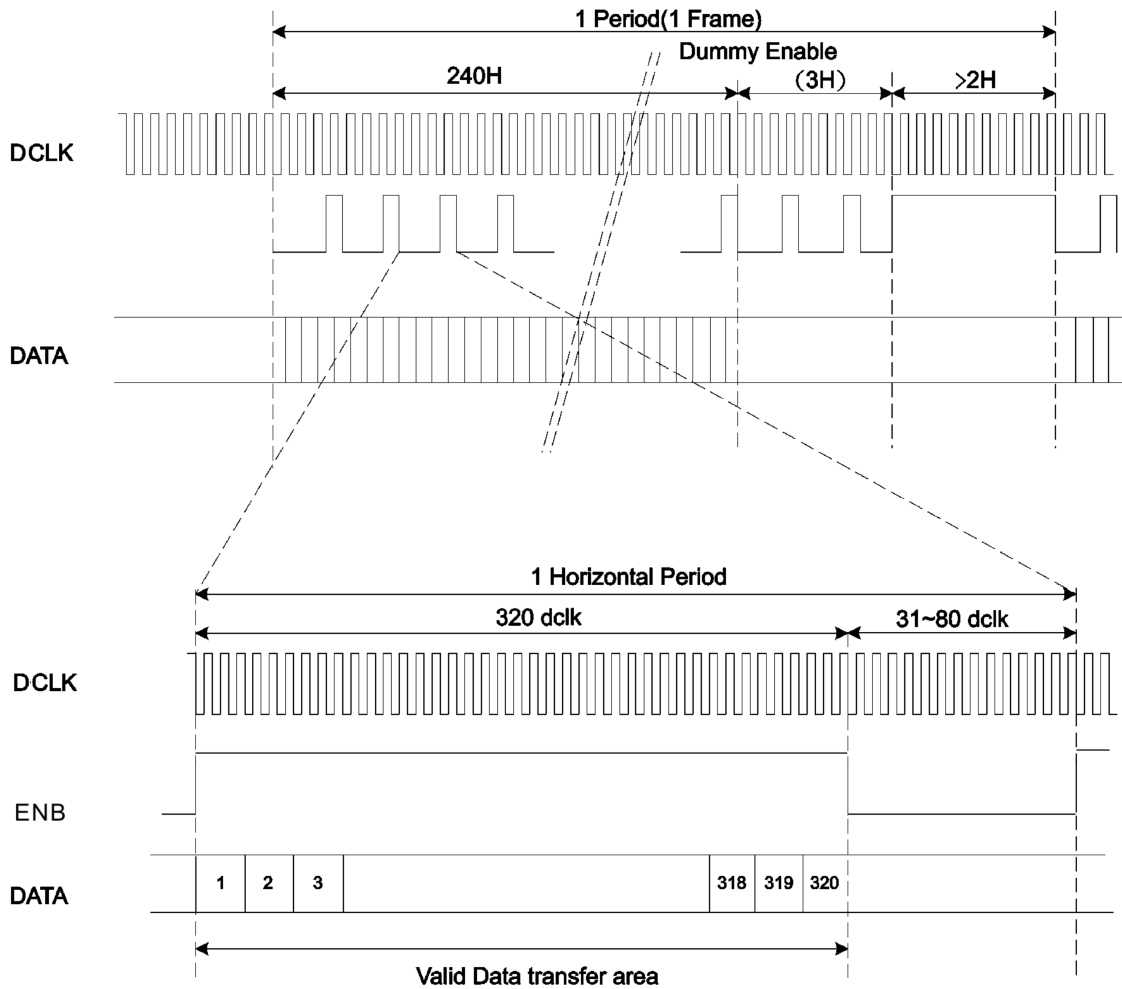 1 Period(1 Frame)
Dummy Enable
240H
（3H）
>2H
DCLK
DATA
1 Horizontal Period
320 dclk
31~80 dclk
DCLK
ENB
DATA
1 2 3 318 319 320
Valid Data transfer area